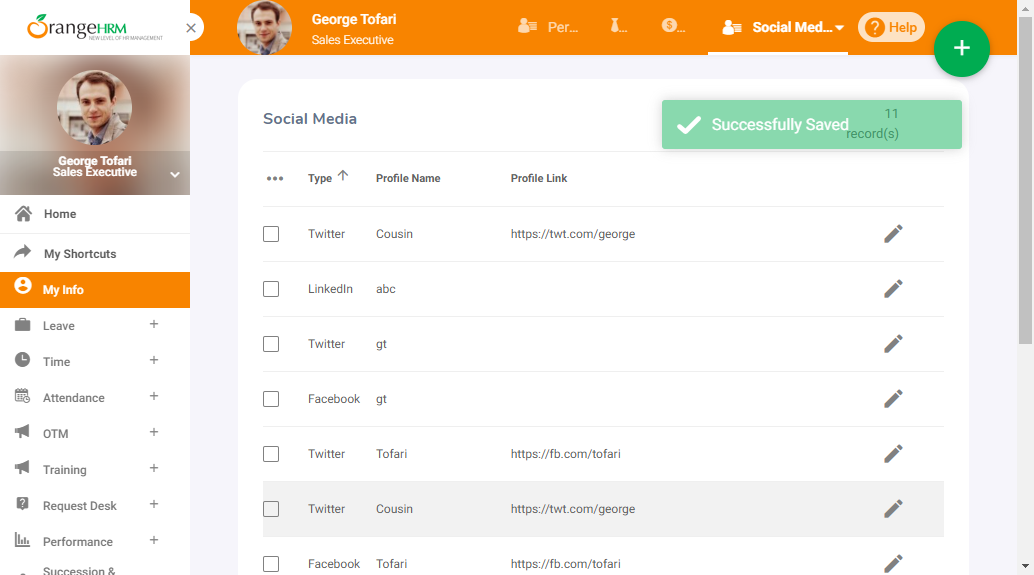 OrangeHRM
NEW LEVEL OF HR MANAGEMENT
George Tofari
Sales Executive
Per...
...
$ ...
Social Med...
? Help
+
George Tofari
Sales Executive
Home
My Shortcuts
My Info
Leave +
Time +
Attendance +
OTM +
Training +
Request Desk +
Performance +
Succession &
Social Media
Successfully Saved
11
record(s)
Type Profile Name Profile Link
Twitter Cousin https://twt.com/george
LinkedIn abc
Twitter gt
Facebook gt
Twitter Tofari https://fb.com/tofari
Twitter Cousin https://twt.com/george
Facebook Tofari https://fb.com/tofari